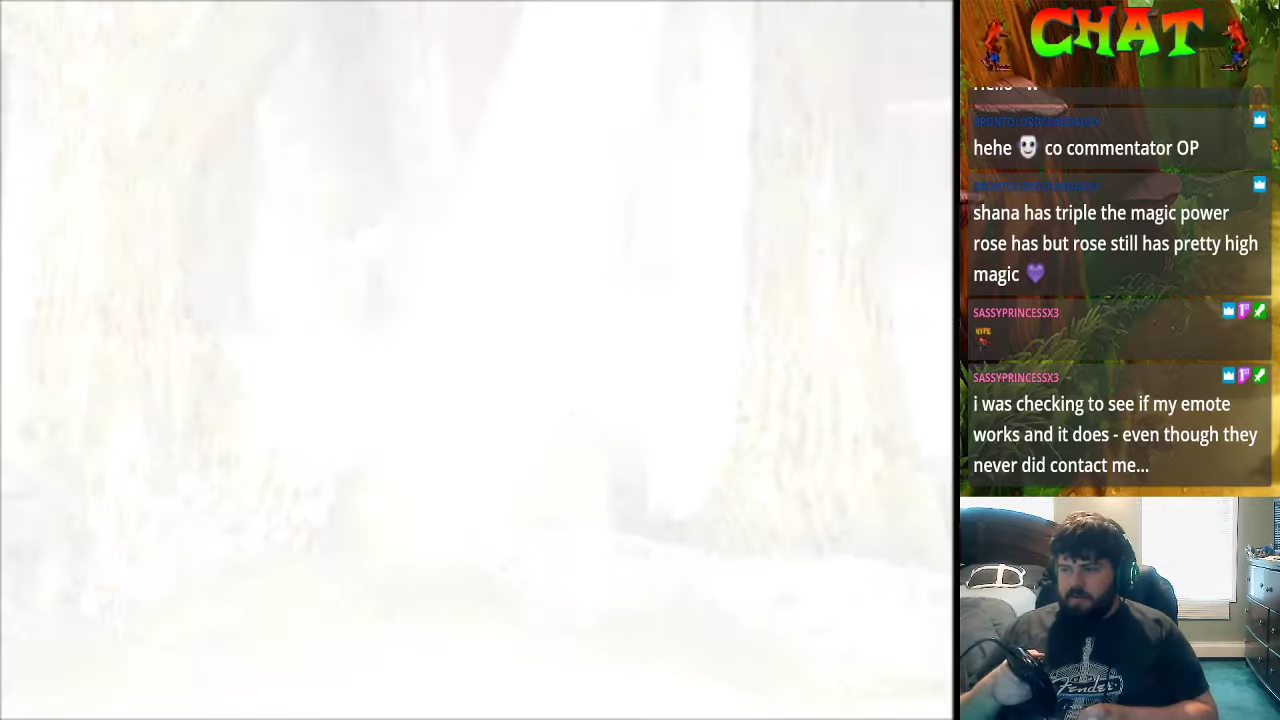 CHAT
hehe co commentator OP
shana has triple the magic power
rose has but rose still has pretty high
magic
SASSYPRINCESSX3
HYPE
SASSYPRINCESSX3
i was checking to see if my emote
works and it does - even though they
never did contact me...
Fender